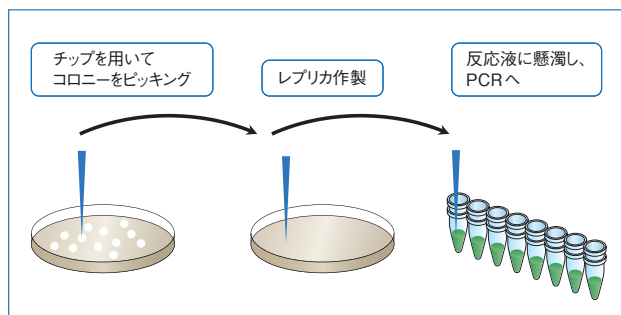 チップを用いて
コロニーをピッキング
レプリカ作製
反応液に懸濁し、
PCRへ